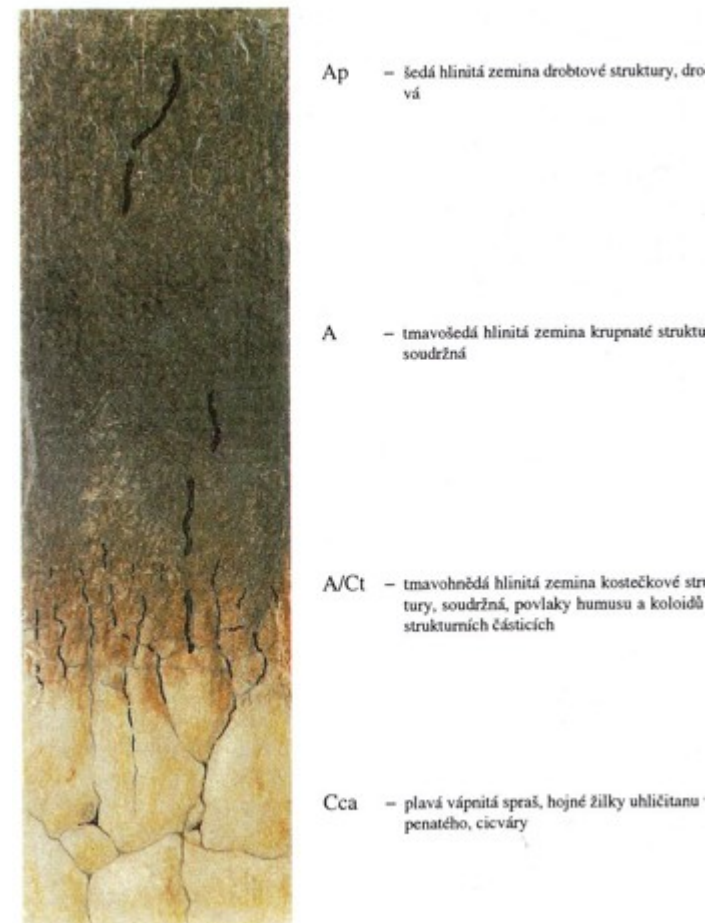 Ap – šedá hlinitá zemina drobtové struktury, dro
vá
A – tmavošedá hlinitá zemina krupnaté struktu
soudržná
A/Ct – tmavohnědá hlinitá zemina kostečkové stru
tury, soudržná, povlaky humusu a koloidů
strukturních částicích
Cca – plavá vápnitá spraš, hojné žilky uhličitanu
penatého, cicváry